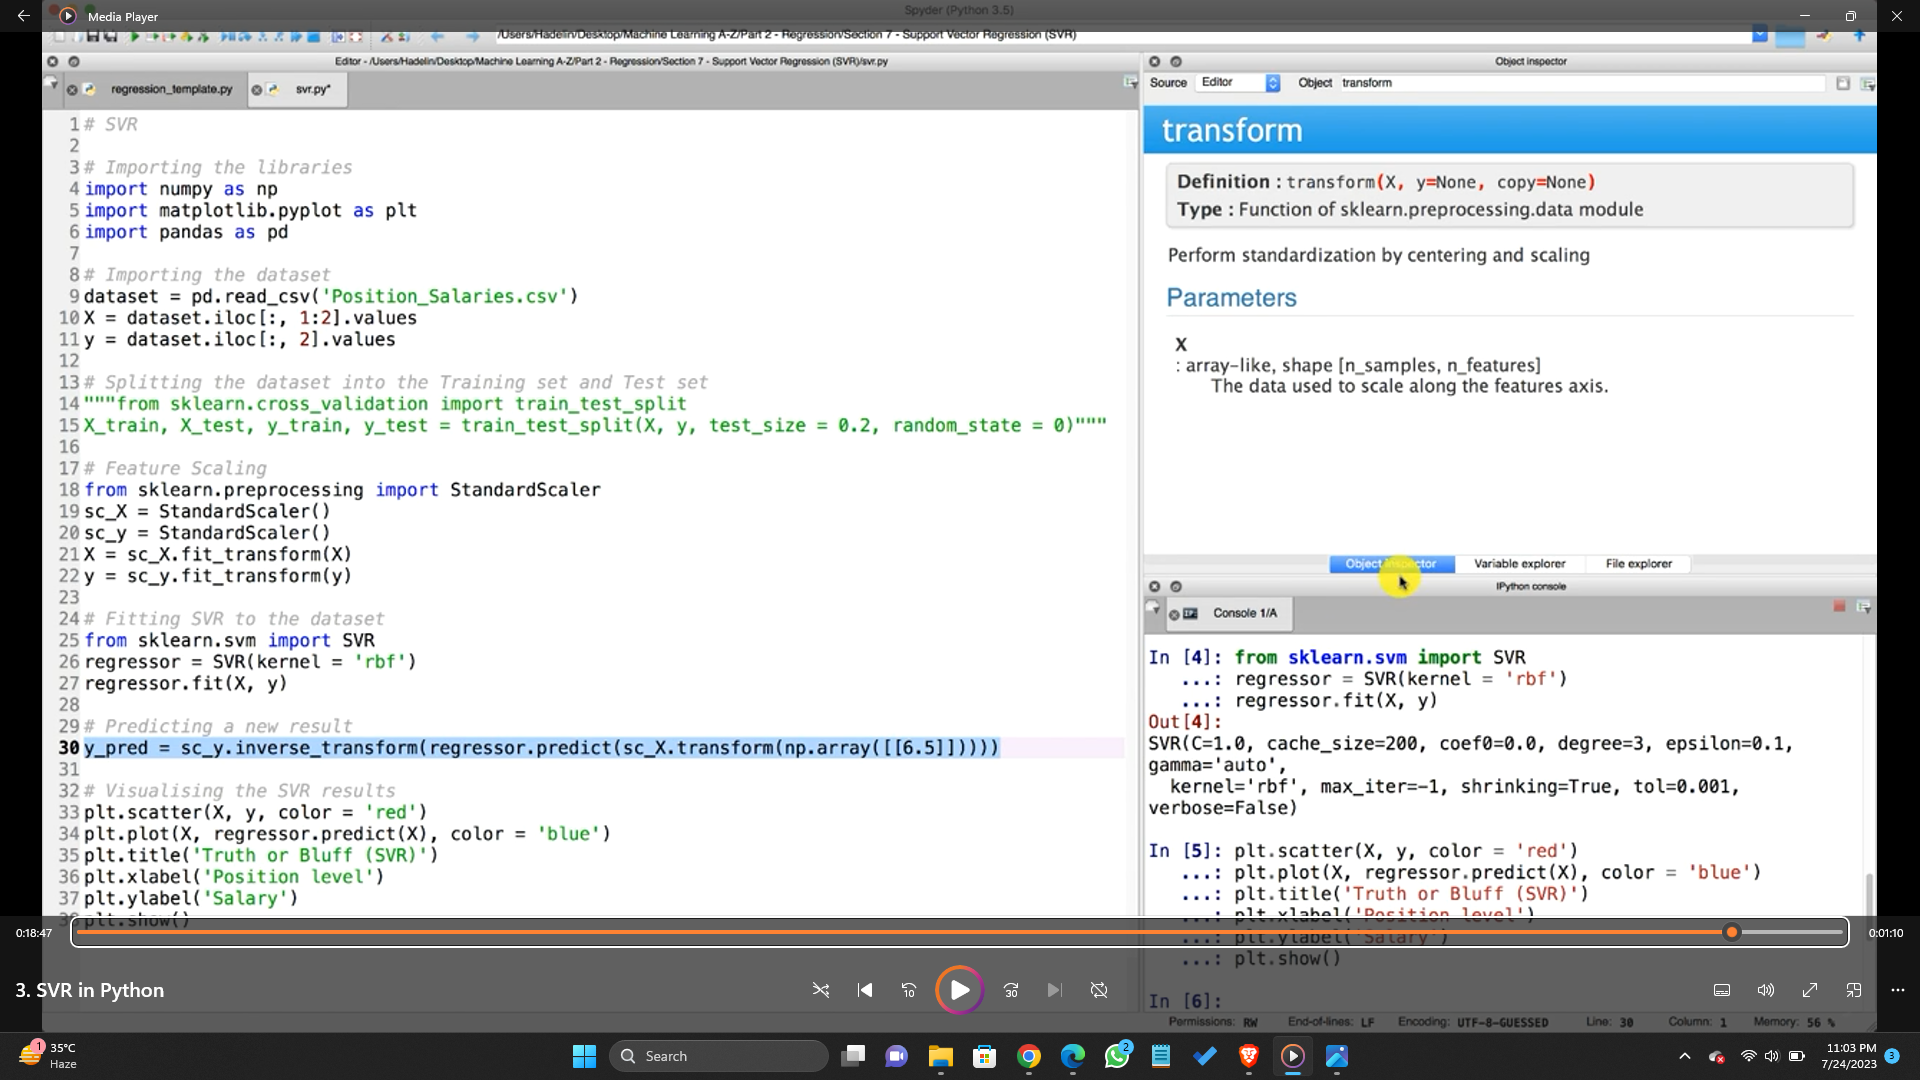 Media Player
Spyder (Python 3.5)
/Users/Hadelin/Desktop/Machine Learning A-Z/Part 2 - Regression/Section 7 - Support Vector Regression (SVR)
Editor - /Users/Hadelin/Desktop/Machine Learning A-Z/Part 2 - Regression/Section 7 - Support Vector Regression (SVR)/svr.py
regression_template.py
svr.py*
1 # SVR
2
3 # Importing the libraries
4 import numpy as np
5 import matplotlib.pyplot as plt
6 import pandas as pd
7
8 # Importing the dataset
9 dataset = pd.read_csv('Position_Salaries.csv')
10 X = dataset.iloc[:, 1:2].values
11 y = dataset.iloc[:, 2].values
12
13 # Splitting the dataset into the Training set and Test set
14 """from sklearn.cross_validation import train_test_split
15 X_train, X_test, y_train, y_test = train_test_split(X, y, test_size = 0.2, random_state = 0)"""
16
17 # Feature Scaling
18 from sklearn.preprocessing import StandardScaler
19 sc_X = StandardScaler()
20 sc_y = StandardScaler()
21 X = sc_X.fit_transform(X)
22 y = sc_y.fit_transform(y)
23
24 # Fitting SVR to the dataset
25 from sklearn.svm import SVR
26 regressor = SVR(kernel = 'rbf')
27 regressor.fit(X, y)
28
29 # Predicting a new result
30 y_pred = sc_y.inverse_transform(regressor.predict(sc_X.transform(np.array([[6.5]]))))
31
32 # Visualising the SVR results
33 plt.scatter(X, y, color = 'red')
34 plt.plot(X, regressor.predict(X), color = 'blue')
35 plt.title('Truth or Bluff (SVR)')
36 plt.xlabel('Position level')
37 plt.ylabel('Salary')
38 plt.show()
Object inspector
Source Editor Object transform
transform
Definition : transform(X, y=None, copy=None)
Type : Function of sklearn.preprocessing.data module
Perform standardization by centering and scaling
Parameters
X
: array-like, shape [n_samples, n_features]
The data used to scale along the features axis.
Object inspector Variable explorer File explorer
IPython console
Console 1/A
In [4]: from sklearn.svm import SVR
...: regressor = SVR(kernel = 'rbf')
...: regressor.fit(X, y)
Out[4]:
SVR(C=1.0, cache_size=200, coef0=0.0, degree=3, epsilon=0.1,
gamma='auto',
kernel='rbf', max_iter=-1, shrinking=True, tol=0.001,
verbose=False)
In [5]: plt.scatter(X, y, color = 'red')
...: plt.plot(X, regressor.predict(X), color = 'blue')
...: plt.title('Truth or Bluff (SVR)')
...: plt.xlabel('Position level')
...: plt.ylabel('Salary')
...: plt.show()
In [6]:
Permissions: RW End-of-lines: LF Encoding: UTF-8-GUESSED Line: 30 Column: 1 Memory: 56 %
0:18:47
0:01:10
3. SVR in Python
10
30
1
35°C
Haze
Search
2
11:03 PM
7/24/2023
3